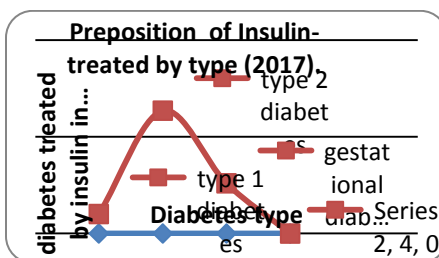 Preposition of Insulin-
treated by type (2017).
diabetes treated
by insulin in...
type 2
diabet
es
gestat
ional
diab...
type 1
diabet
es
Diabetes type
Series
2, 4, 0